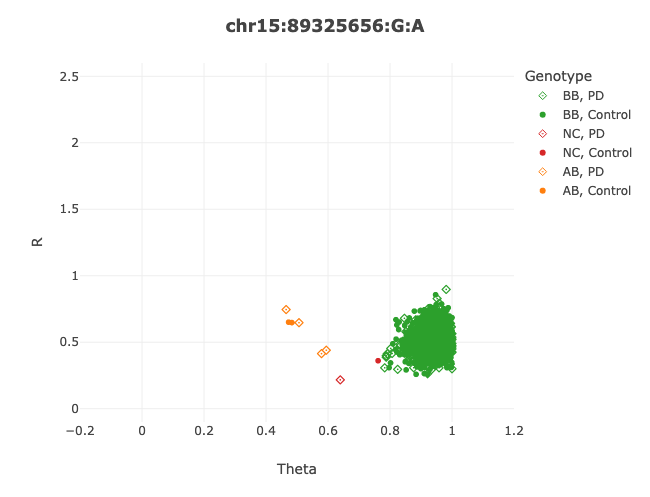 chr15:89325656:G:A
Genotype
BB, PD
BB, Control
NC, PD
NC, Control
AB, PD
AB, Control
2.5
2
1.5
1
0.5
0
R
−0.2 0 0.2 0.4 0.6 0.8 1 1.2
Theta